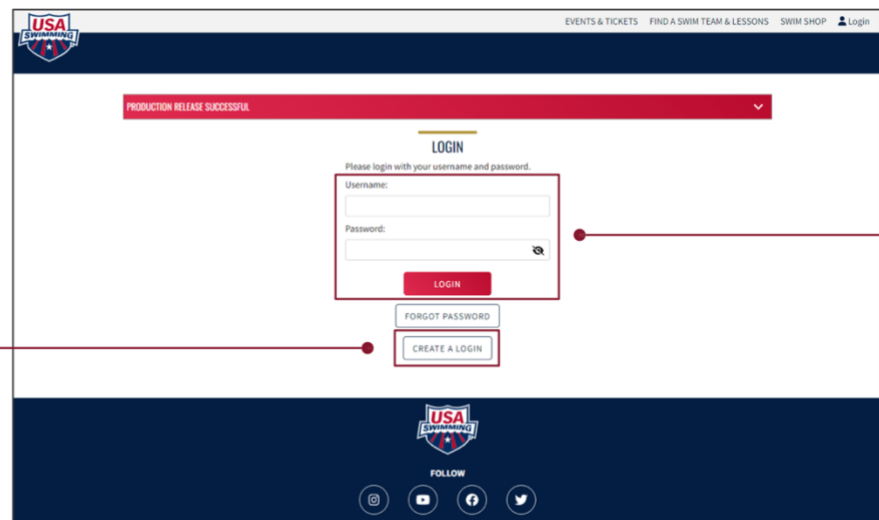 USA
SWIMMING
EVENTS & TICKETS FIND A SWIM TEAM & LESSONS SWIM SHOP Login
PRODUCTION RELEASE SUCCESSFUL
LOGIN
Please login with your username and password.
Username:
Password:
LOGIN
FORGOT PASSWORD
CREATE A LOGIN
USA
SWIMMING
FOLLOW